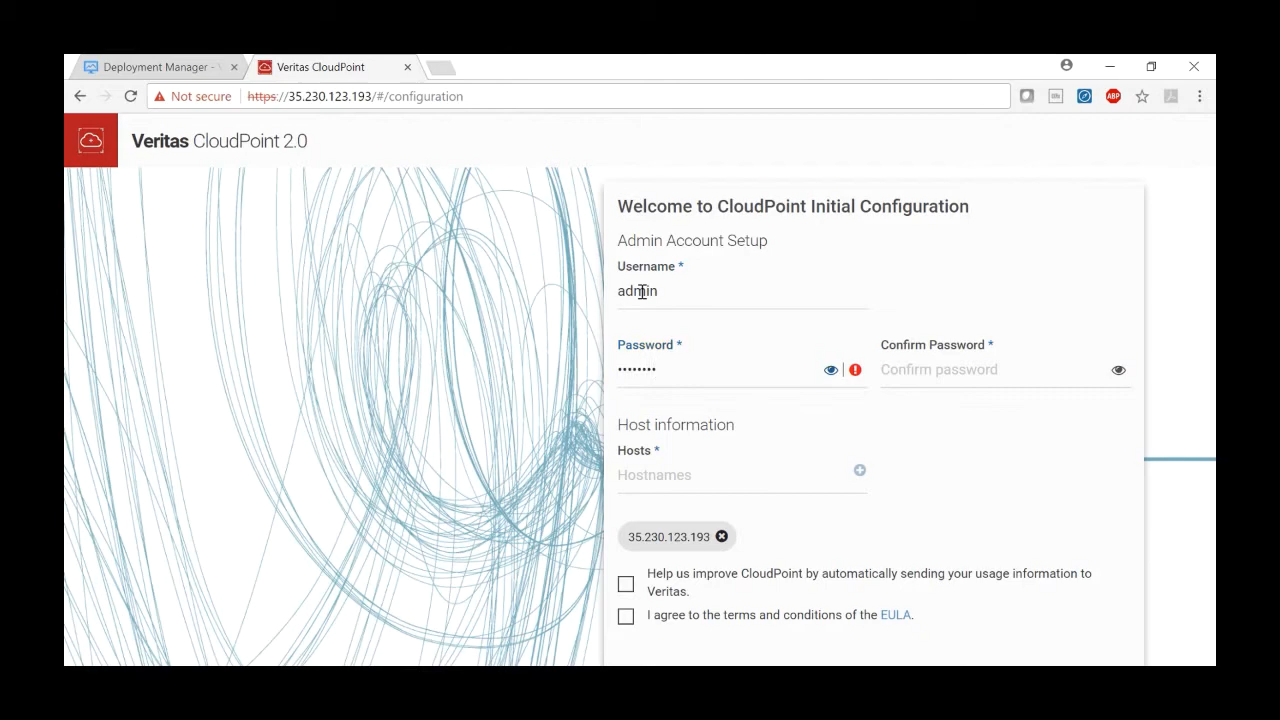 Deployment Manager -
Veritas CloudPoint
Not secure
https://35.230.123.193/#/configuration
ABP
Veritas CloudPoint 2.0
Welcome to CloudPoint Initial Configuration
Admin Account Setup
Username *
admin
Password *
Confirm Password *
••••••••
Confirm password
Host information
Hosts *
Hostnames
35.230.123.193
Help us improve CloudPoint by automatically sending your usage information to
Veritas.
I agree to the terms and conditions of the EULA.